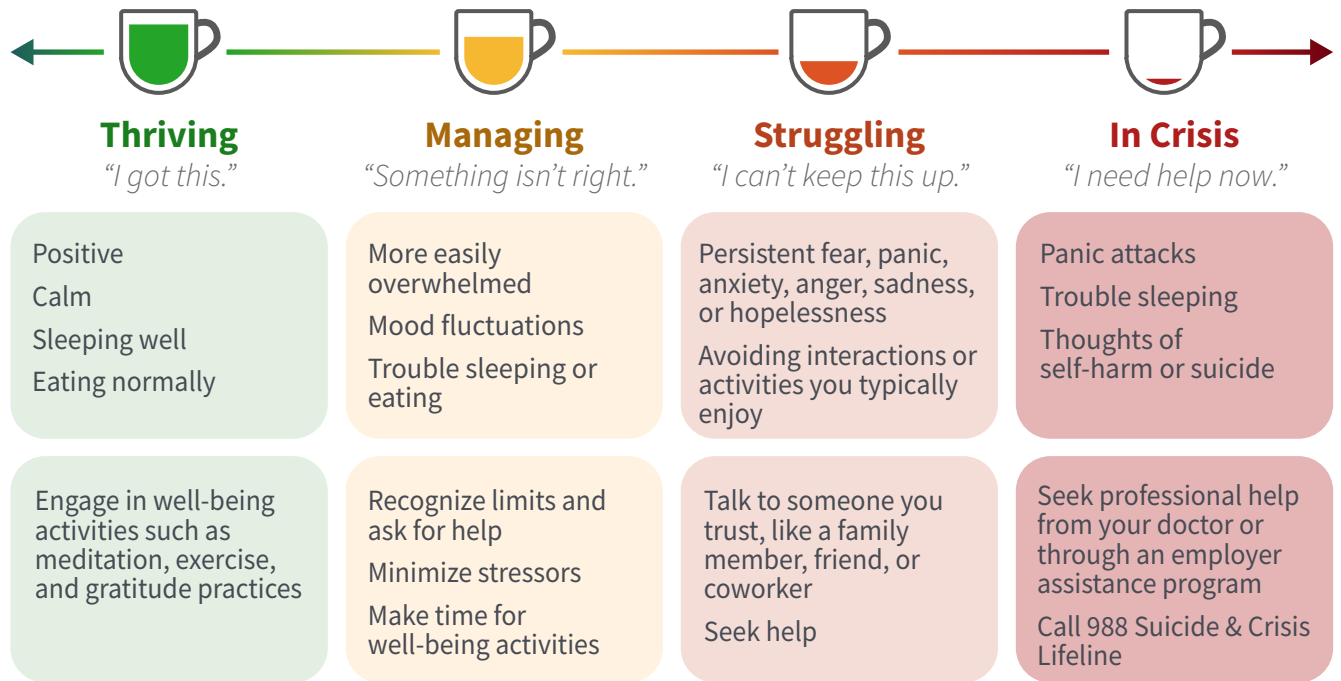 Thriving
“I got this.”
Positive
Calm
Sleeping well
Eating normally
Engage in well-being
activities such as
meditation, exercise,
and gratitude practices
Managing
“Something isn’t right.”
More easily
overwhelmed
Mood fluctuations
Trouble sleeping or
eating
Recognize limits and
ask for help
Minimize stressors
Make time for
well-being activities
Struggling
“I can’t keep this up.”
Persistent fear, panic,
anxiety, anger, sadness,
or hopelessness
Avoiding interactions or
activities you typically
enjoy
Talk to someone you
trust, like a family
member, friend, or
coworker
Seek help
In Crisis
“I need help now.”
Panic attacks
Trouble sleeping
Thoughts of
self-harm or suicide
Seek professional help
from your doctor or
through an employer
assistance program
Call 988 Suicide & Crisis
Lifeline